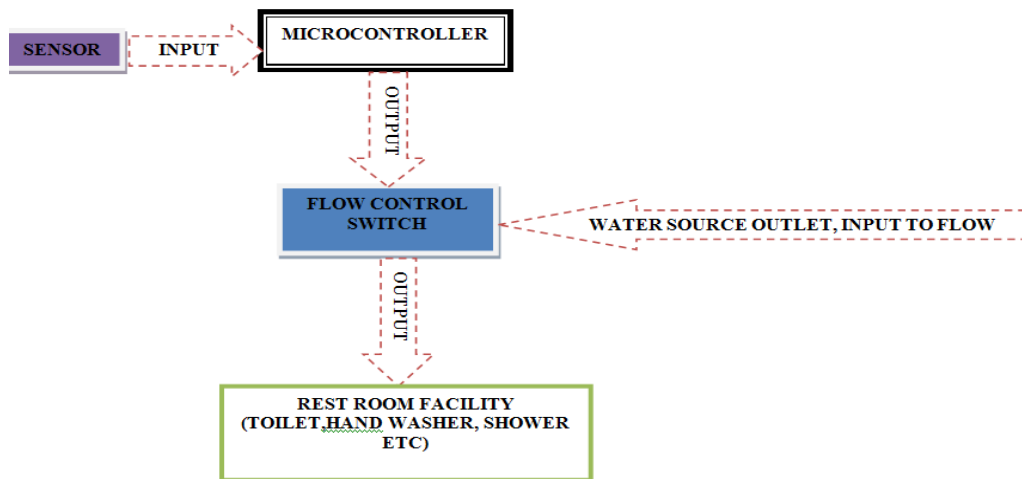 SENSOR
INPUT
MICROCONTROLLER
OUTPUT
FLOW CONTROL
SWITCH
WATER SOURCE OUTLET, INPUT TO FLOW
OUTPUT
REST ROOM FACILITY
(TOILET,HAND WASHER, SHOWER
ETC)